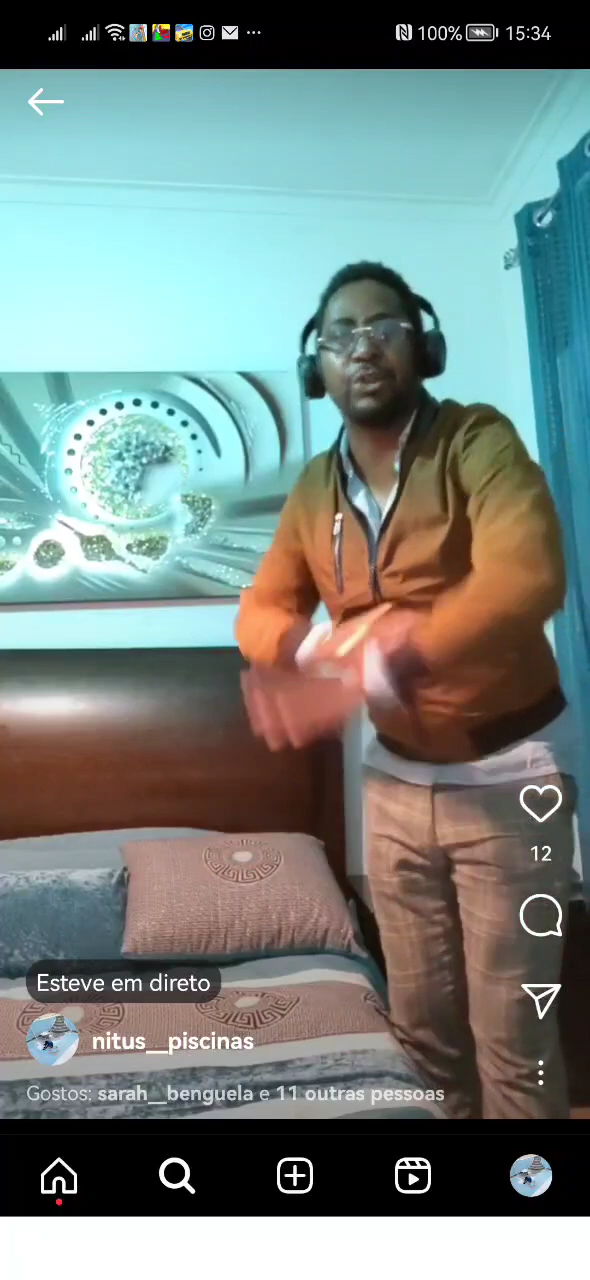 100% 15:34
12
Esteve em direto
nitus__piscinas
Gostos: sarah__benguela e 11 outras pessoas